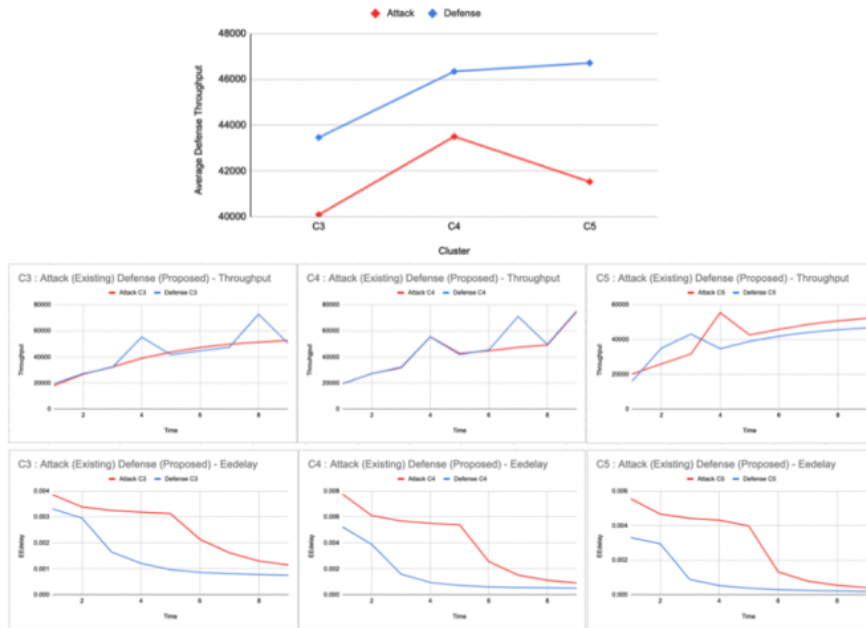 Attack Defense
48000
46000
44000
42000
40000
Average Defense Throughput
C3 C4 C5
Cluster
C3 : Attack (Existing) Defense (Proposed) - Throughput
Attack C3 Defense C3
80000
60000
40000
20000
0
Throughput
2 4 6 8
Time
C4 : Attack (Existing) Defense (Proposed) - Throughput
Attack C4 Defense C4
80000
60000
40000
20000
0
Throughput
2 4 6 8
Time
C5 : Attack (Existing) Defense (Proposed) - Throughput
Attack C5 Defense C5
60000
40000
20000
0
Throughput
2 4 6 8
Time
C3 : Attack (Existing) Defense (Proposed) - Eedelay
Attack C3 Defense C3
0.004
0.003
0.002
0.001
0.000
EEdelay
2 4 6 8
Time
C4 : Attack (Existing) Defense (Proposed) - Eedelay
Attack C4 Defense C4
0.008
0.006
0.004
0.002
0.000
EEdelay
2 4 6 8
Time
C5 : Attack (Existing) Defense (Proposed) - Eedelay
Attack C5 Defense C5
0.006
0.004
0.002
0.000
EEdelay
2 4 6 8
Time